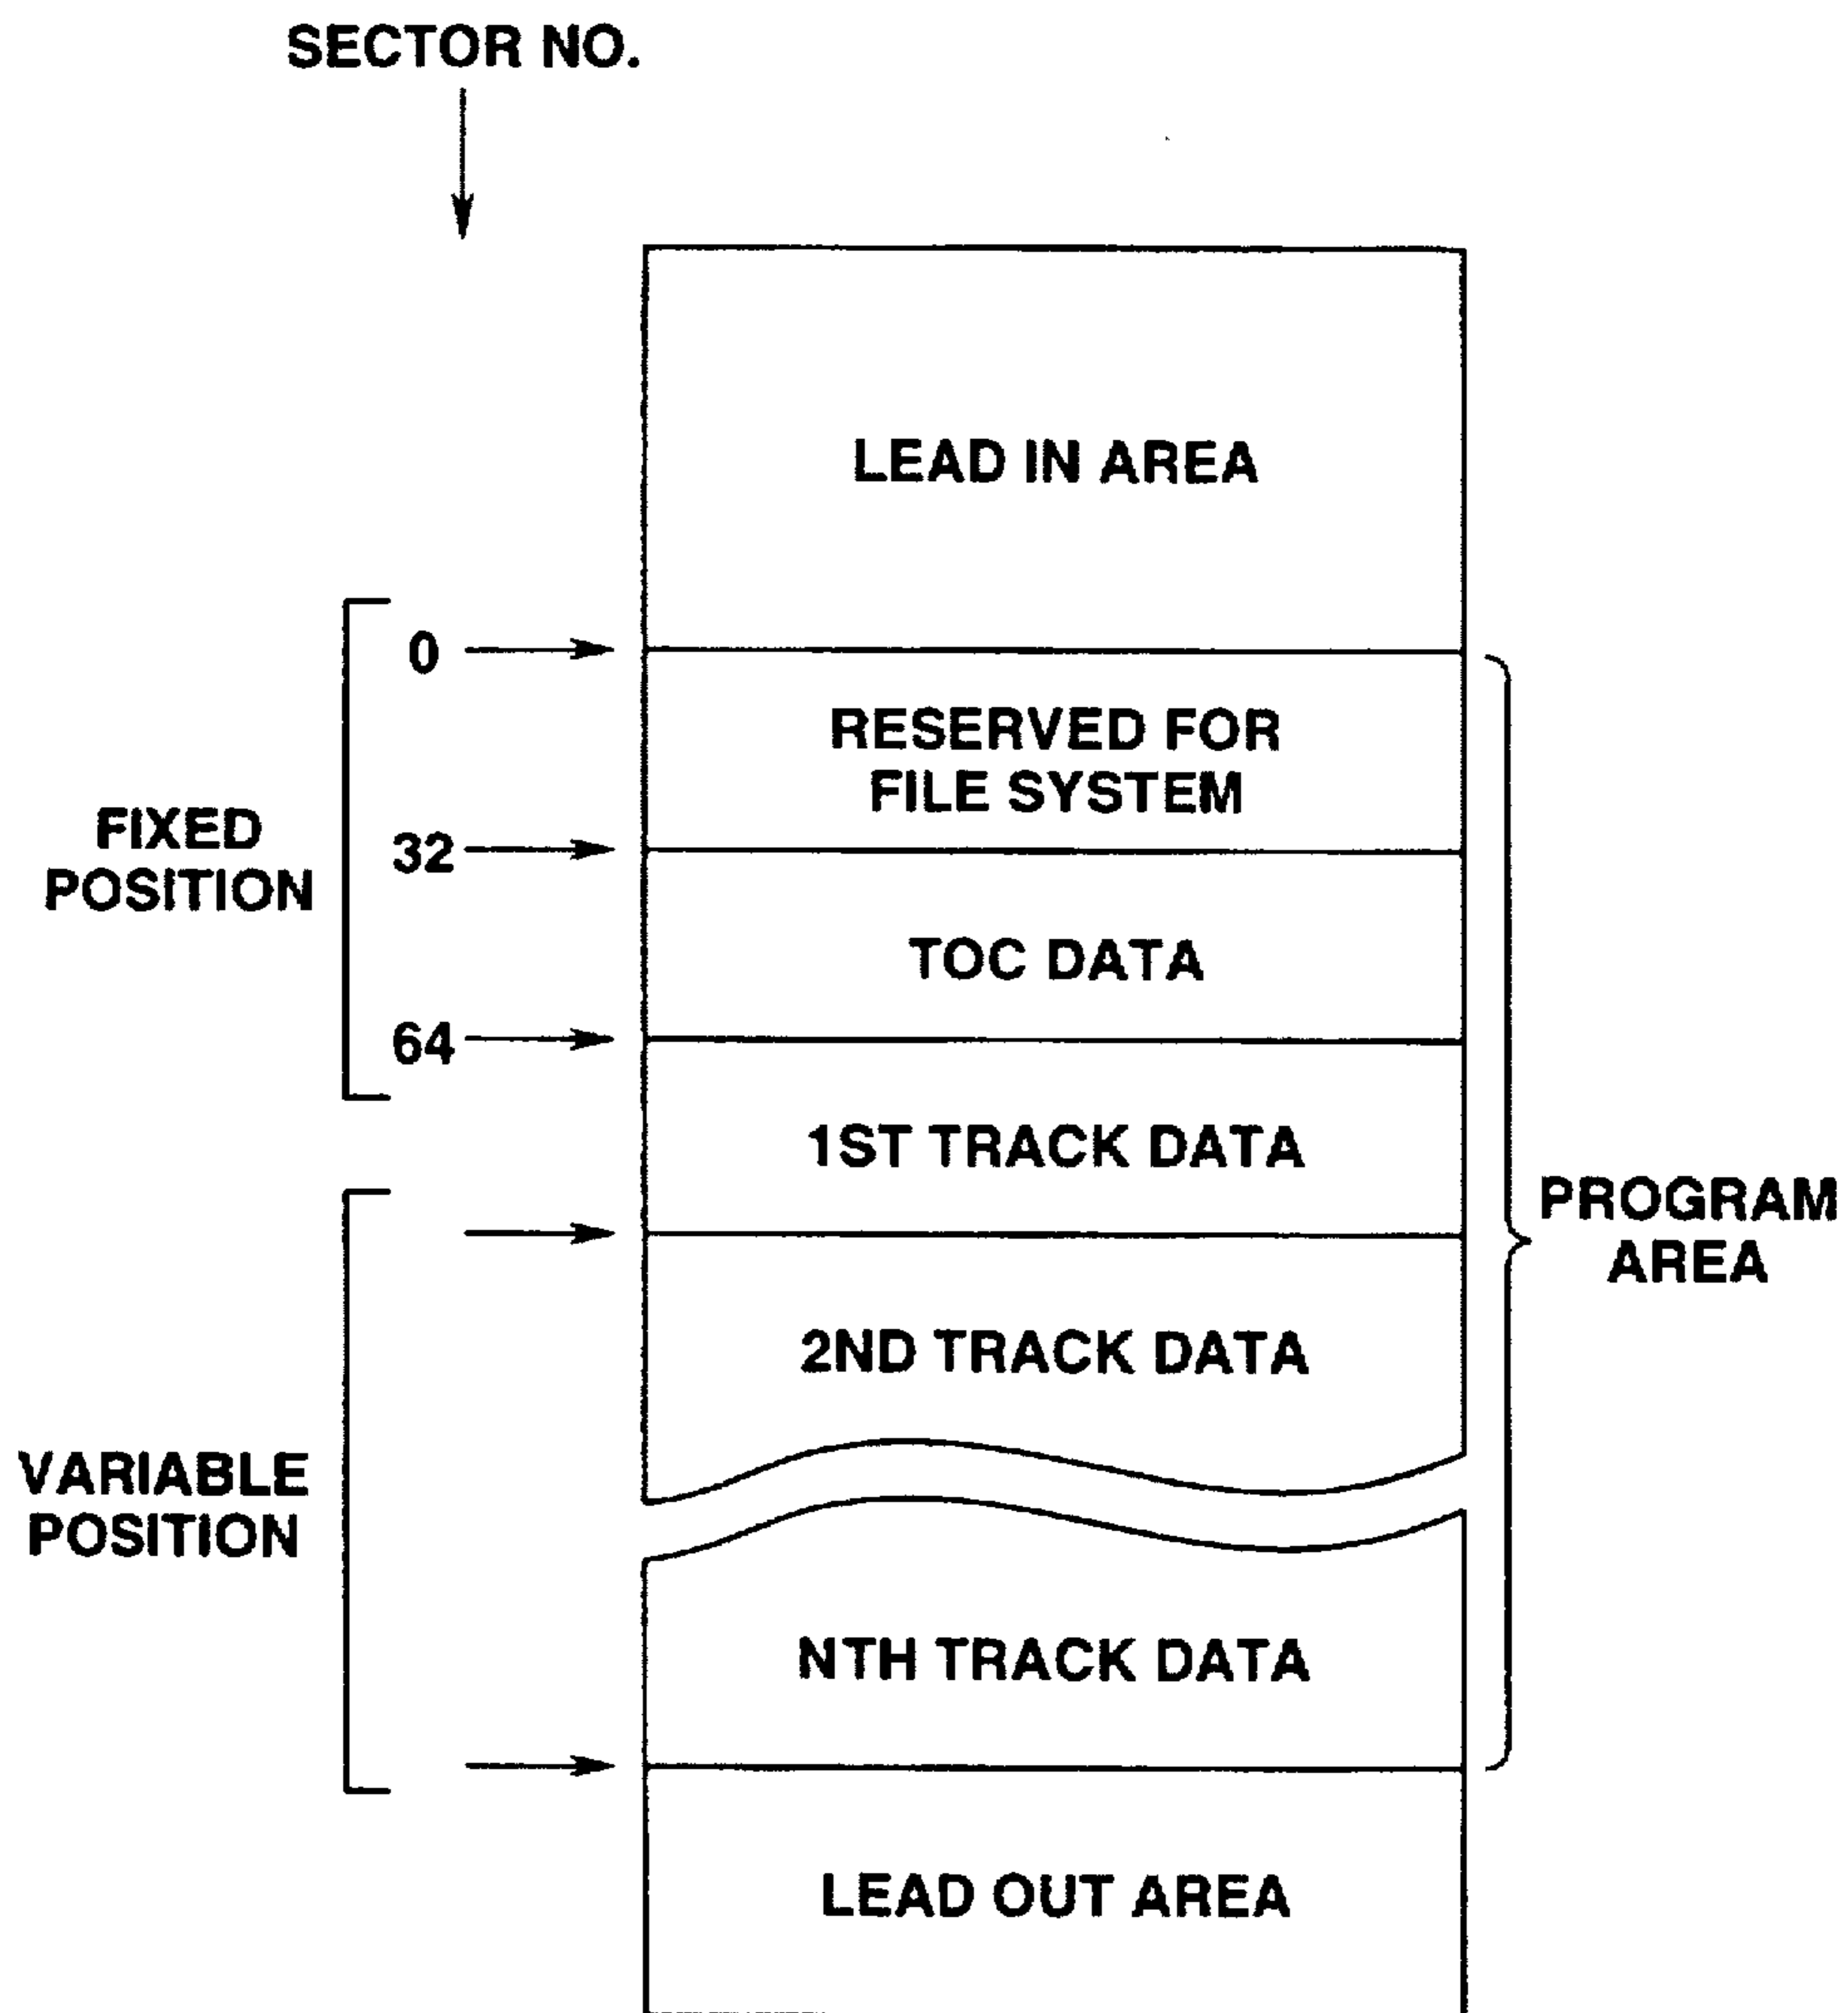 SECTOR NO.
LEAD IN AREA
0
RESERVED FOR
FILE SYSTEM
FIXED
POSITION
32
TOC DATA
64
1ST TRACK DATA
PROGRAM
AREA
2ND TRACK DATA
VARIABLE
POSITION
NTH TRACK DATA
LEAD OUT AREA